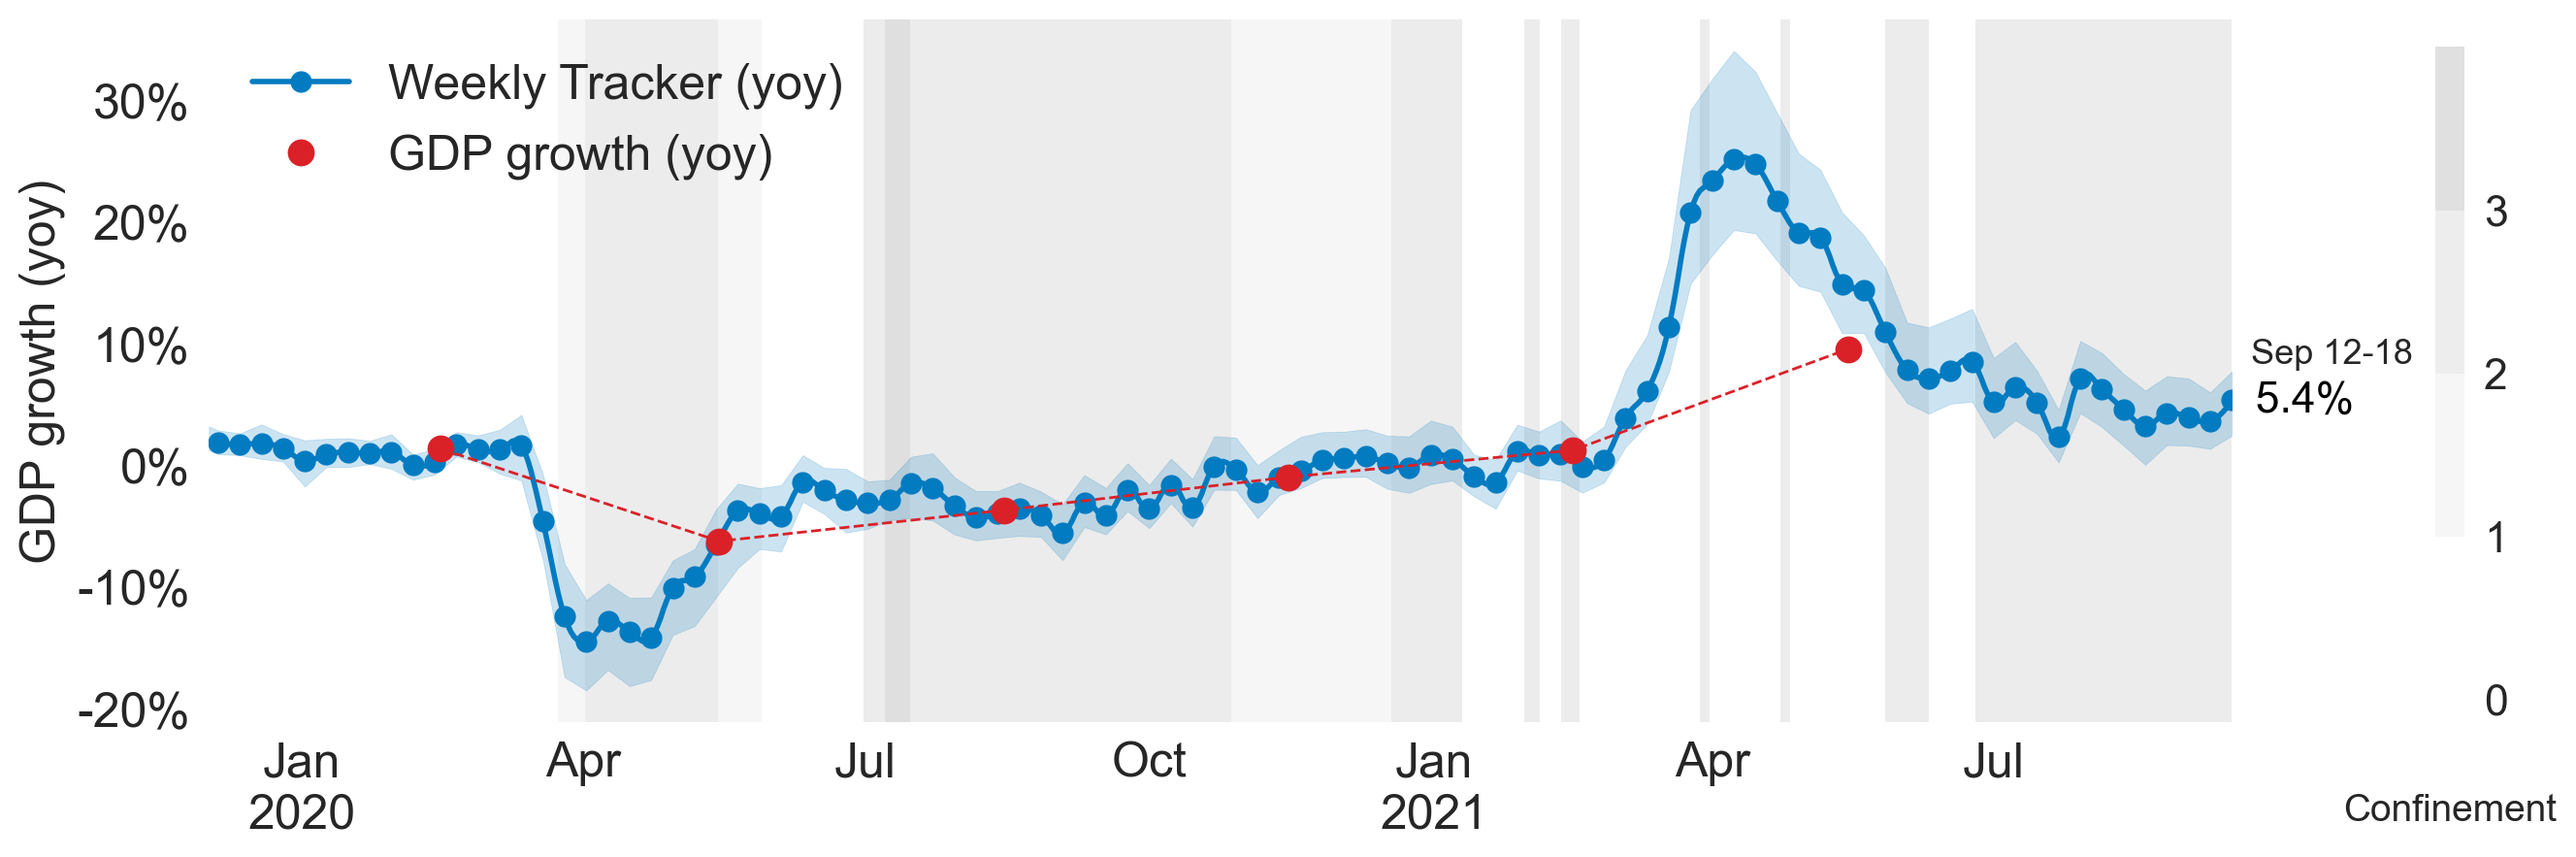 Weekly Tracker (yoy)
GDP growth (yoy)
GDP growth (yoy)
30%
20%
10%
0%
-10%
-20%
Jan
2020
Apr
Jul
Oct
Jan
2021
Apr
Jul
Sep 12-18
5.4%
3
2
1
0
Confinement